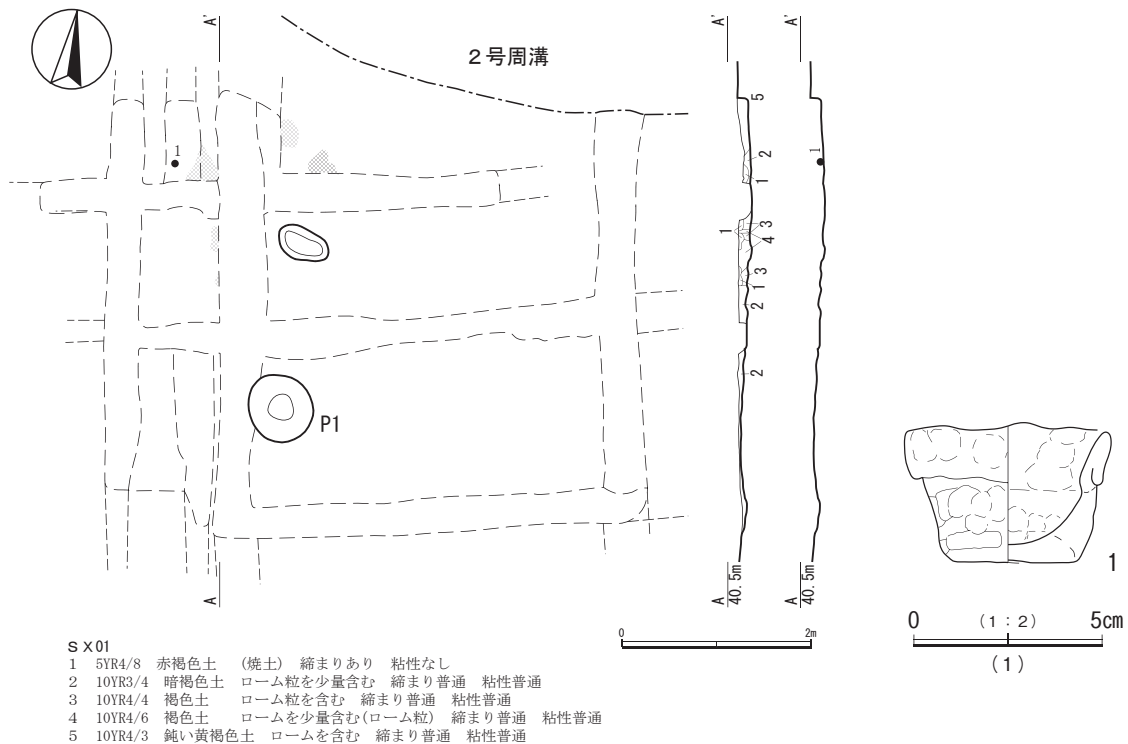 A'
A'
A'
2号周溝
5
1
2
1
1
1
3
4
3
1
2
P1
2
A
A
40.5m
A
40.5m
1
0 2m
0 (1:2) 5cm
(1)
SX01
1 5YR4/8 赤褐色土 (焼土) 締まりあり 粘性なし
2 10YR3/4 暗褐色土 ローム粒を少量含む 締まり普通 粘性普通
3 10YR4/4 褐色土 ローム粒を含む 締まり普通 粘性普通
4 10YR4/6 褐色土 ロームを少量含む(ローム粒) 締まり普通 粘性普通
5 10YR4/3 鈍い黄褐色土 ロームを含む 締まり普通 粘性普通